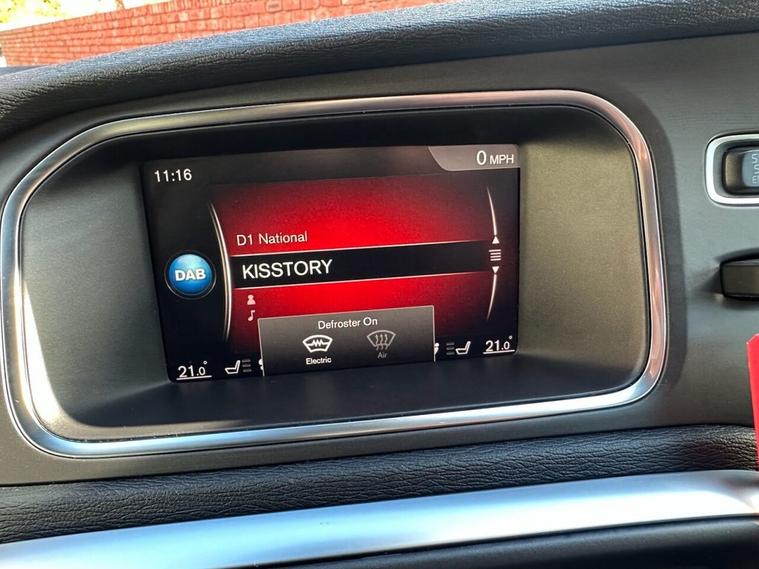 11:16
0 MPH
D1 National
DAB
KISSTORY
Defroster On
Electric
Air
21.0°
21.0°